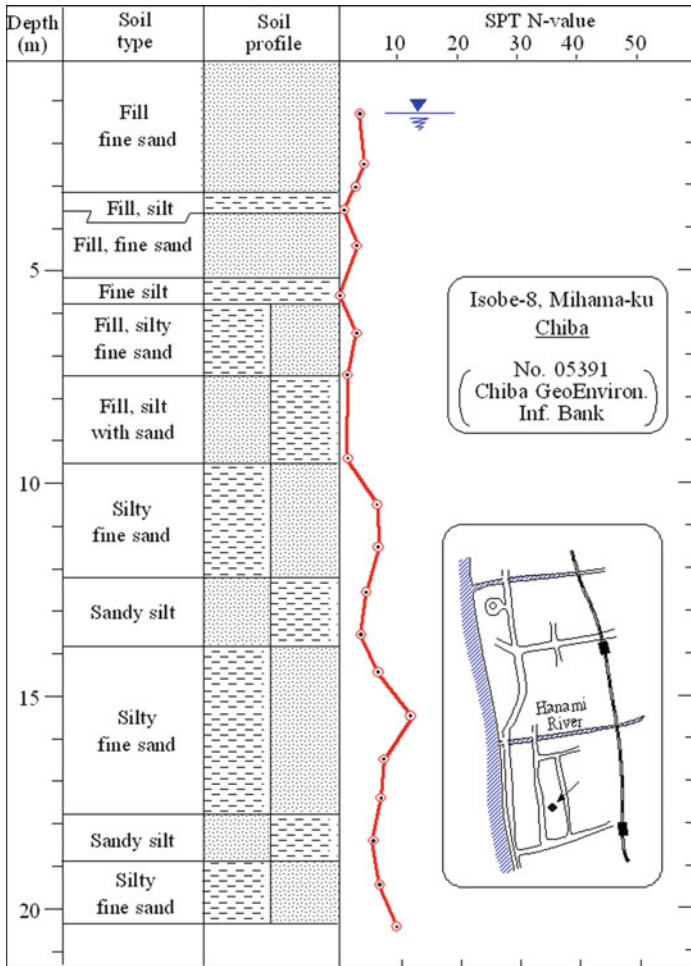 Depth
(m)
Soil
type
Soil
profile
SPT N-value
10 20 30 40 50
Fill
fine sand
Fill, silt
Fill, fine sand
5
Fine silt
Fill, silty
fine sand
Fill, silt
with sand
10
Silty
fine sand
Sandy silt
15
Silty
fine sand
Sandy silt
Silty
fine sand
20
Isobe-8, Mihama-ku
Chiba
No. 05391
Chiba GeoEnviron.
Inf. Bank
Hanami
River